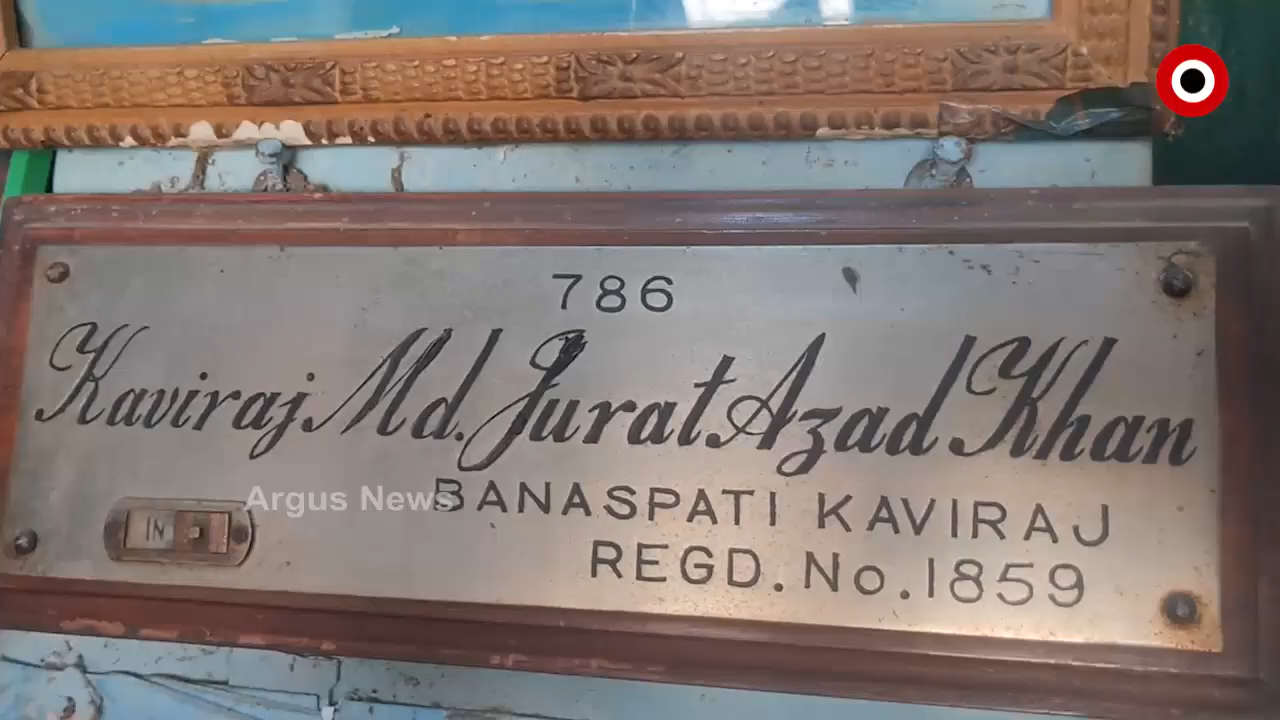 786
Kaviraj Md. Jurat Azad Khan
BANASPATI KAVIRAJ
REGD. No. 1859
IN
Argus News